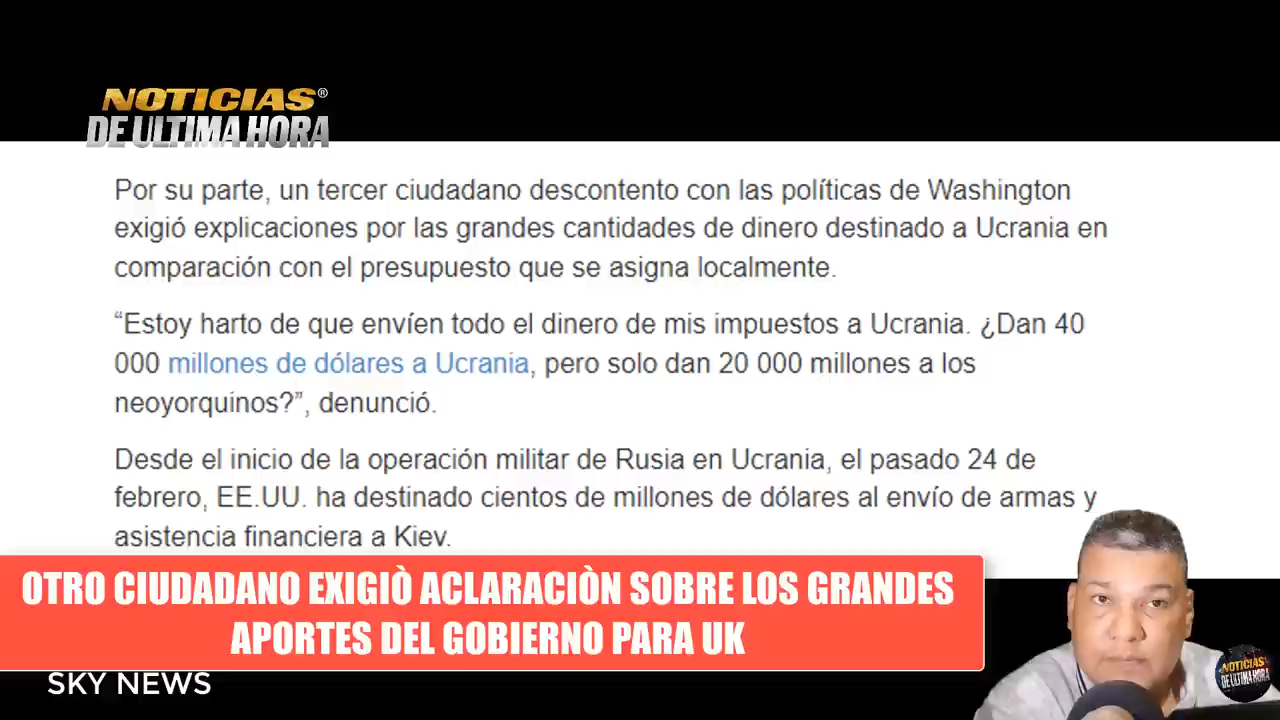 NOTICIAS®
DE ULTIMA HORA
Por su parte, un tercer ciudadano descontento con las políticas de Washington
exigió explicaciones por las grandes cantidades de dinero destinado a Ucrania en
comparación con el presupuesto que se asigna localmente.
“Estoy harto de que envíen todo el dinero de mis impuestos a Ucrania. ¿Dan 40
000 millones de dólares a Ucrania, pero solo dan 20 000 millones a los
neoyorquinos?”, denunció.
Desde el inicio de la operación militar de Rusia en Ucrania, el pasado 24 de
febrero, EE.UU. ha destinado cientos de millones de dólares al envío de armas y
asistencia financiera a Kiev.
OTRO CIUDADANO EXIGIÒ ACLARACIÒN SOBRE LOS GRANDES
APORTES DEL GOBIERNO PARA UK
SKY NEWS
NOTICIAS
DE ULTIMA HORA